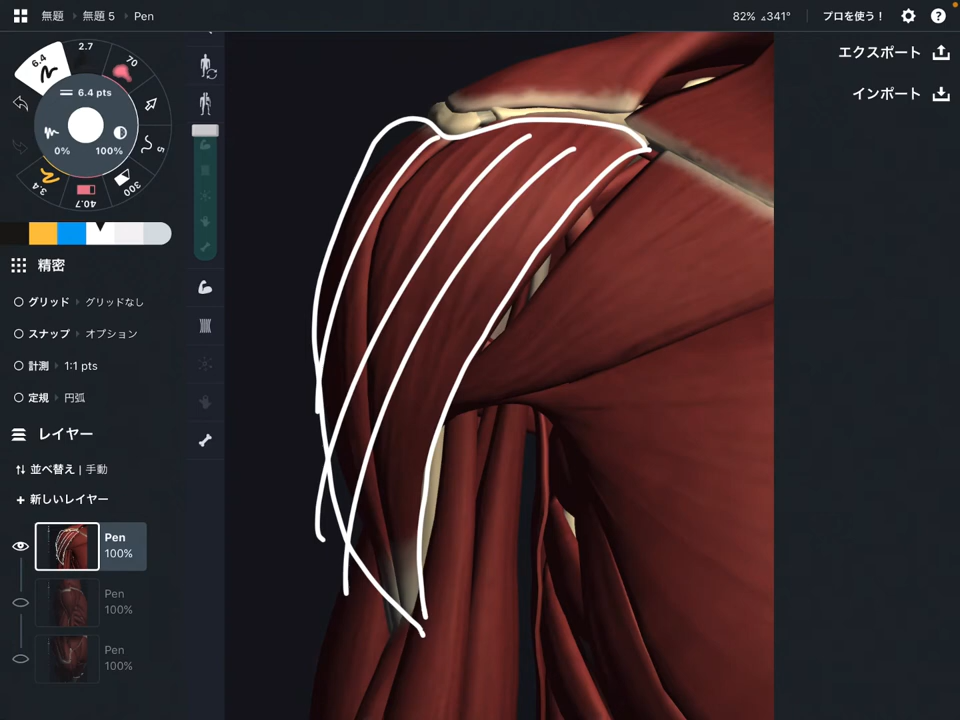 無題 無題 5 Pen
82% ∡341°
プロを使う！
?
エクスポート
インポート
2.7
6.4
70
6.4 pts
0%
100%
5
3.4
40.7
300
精密
グリッド グリッドなし
スナップ オプション
計測 1:1 pts
定規 円弧
レイヤー
並べ替え | 手動
+ 新しいレイヤー
Pen
100%
Pen
100%
Pen
100%